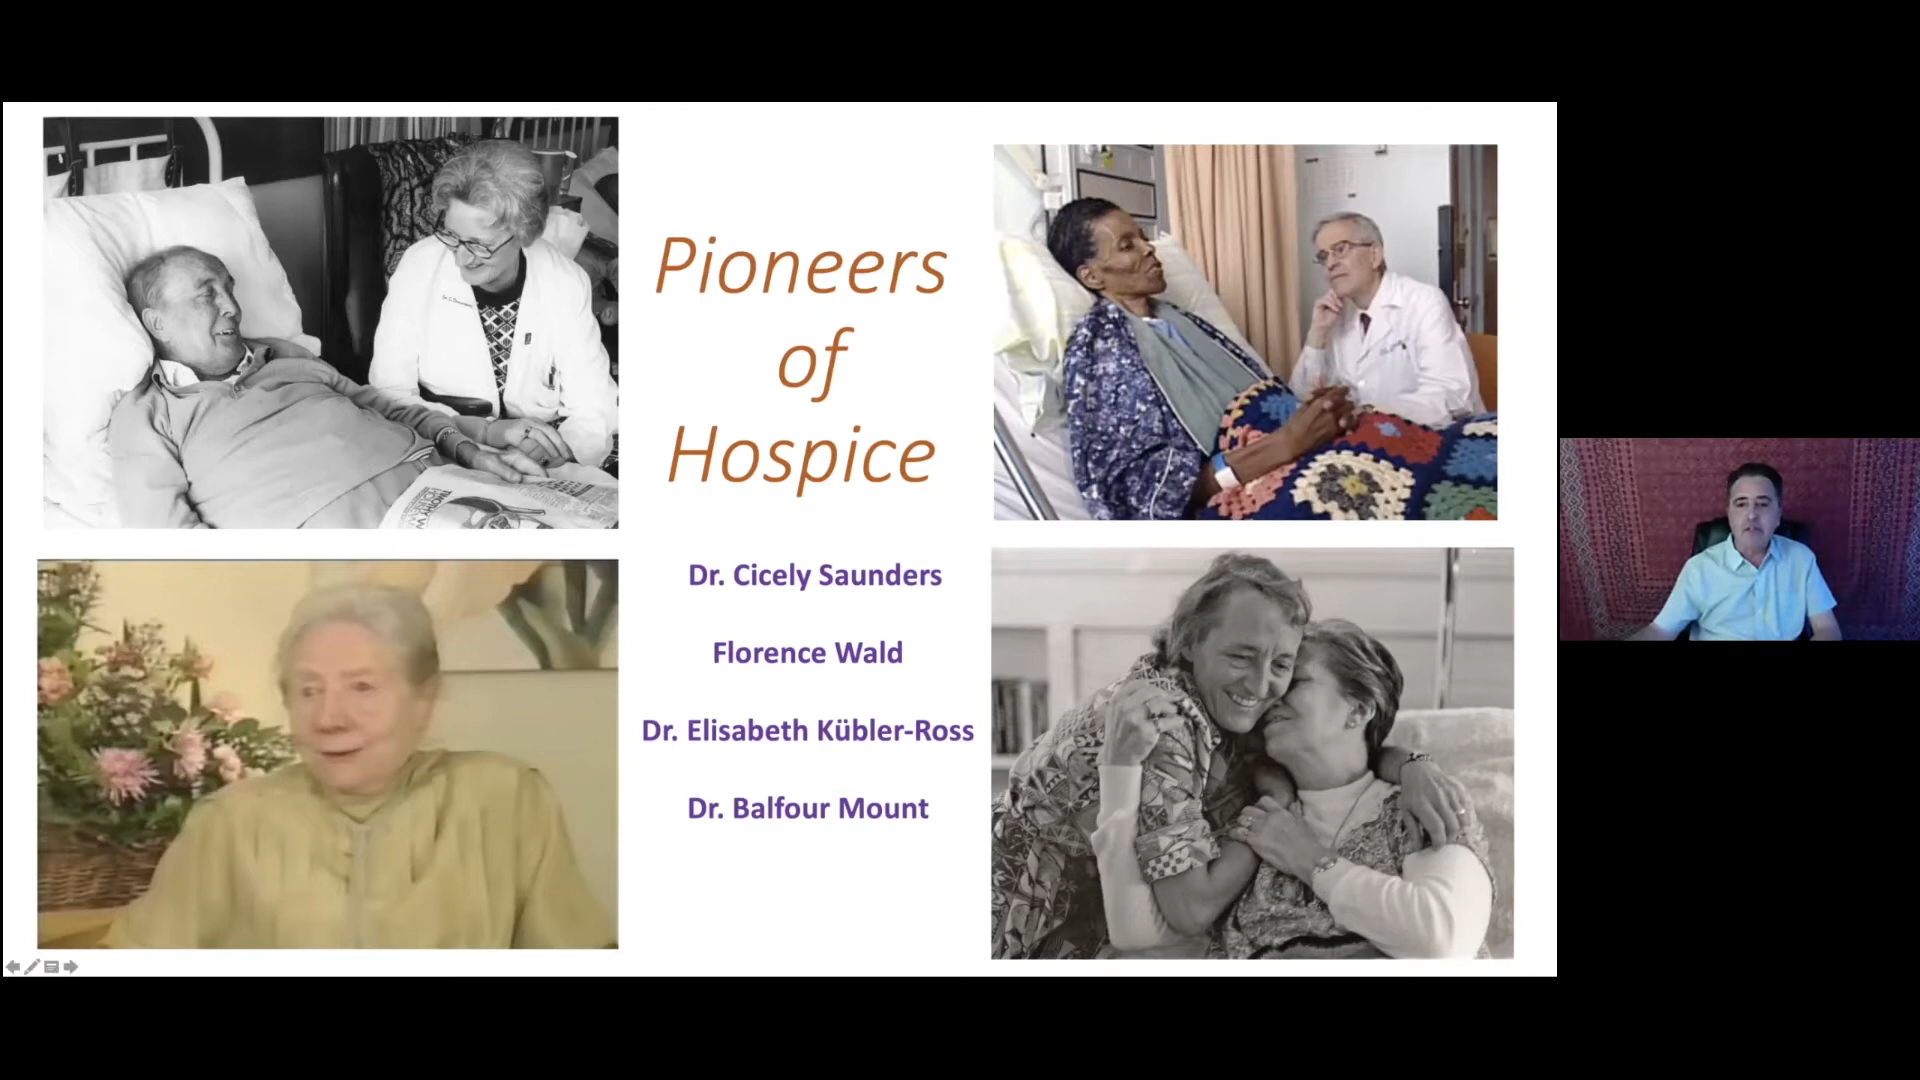 Pioneers
of
Hospice
Dr. Cicely Saunders
Florence Wald
Dr. Elisabeth Kübler-Ross
Dr. Balfour Mount